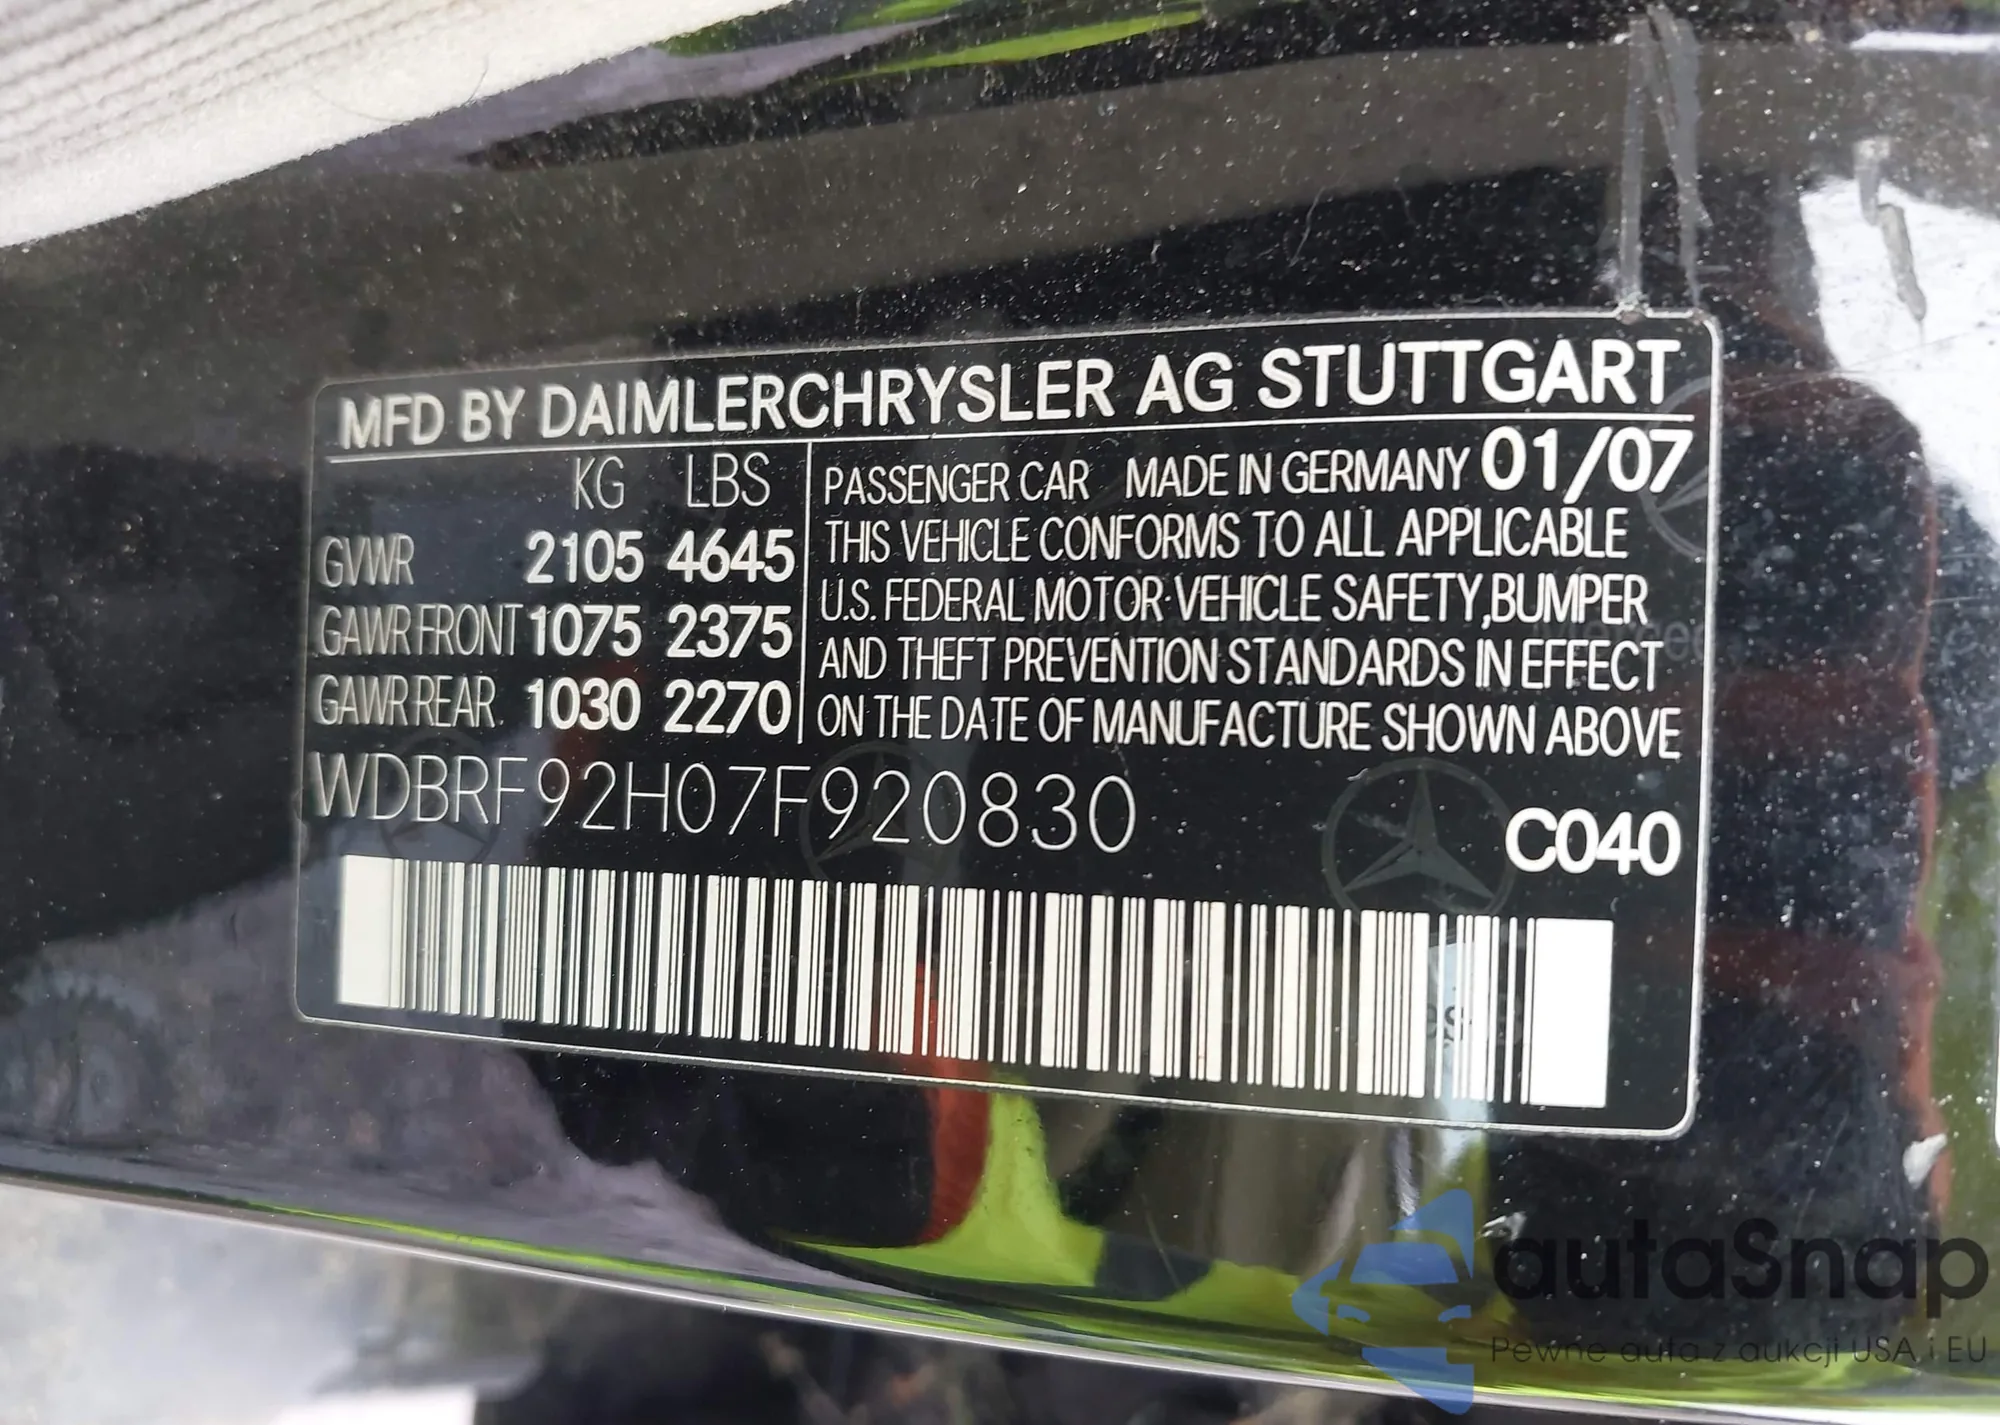 MFD BY DAIMLERCHRYSLER AG STUTTGART
KG LBS
GVWR 2105 4645
GAWR FRONT 1075 2375
GAWR REAR 1030 2270
PASSENGER CAR MADE IN GERMANY 01/07
THIS VEHICLE CONFORMS TO ALL APPLICABLE
U.S. FEDERAL MOTOR VEHICLE SAFETY, BUMPER
AND THEFT PREVENTION STANDARDS IN EFFECT
ON THE DATE OF MANUFACTURE SHOWN ABOVE
WDBRF92H07F920830
C040
autaSnap
Pewne auta z aukcji USA i EU